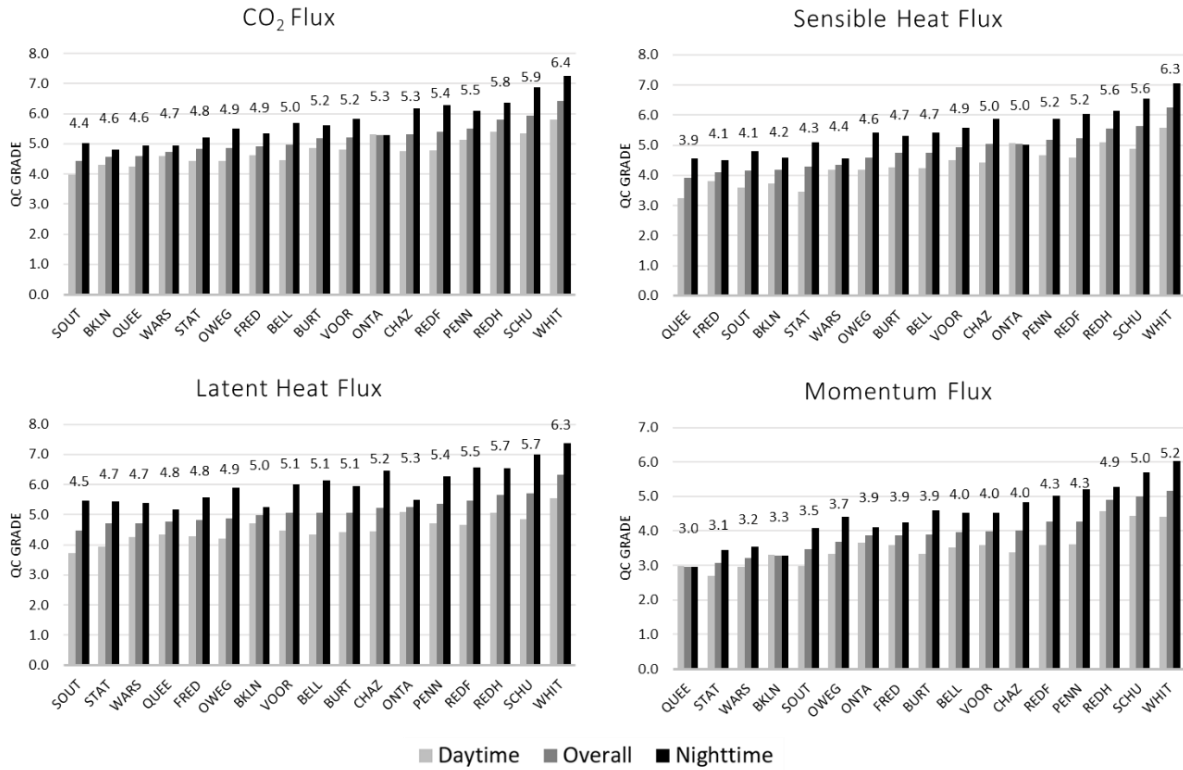 CO₂ Flux
8.0
7.0
6.0
5.0
4.0
3.0
2.0
1.0
0.0
QC GRADE
4.4 4.6 4.6 4.7 4.8 4.9 4.9 5.0 5.2 5.2 5.3 5.3 5.4 5.5 5.8 5.9 6.4
SOUT BKLN QUEE WARS STAT OWEG FRED BELL BURT VOOR ONTA CHAZ REDF PENN REDH SCHU WHIT
Sensible Heat Flux
8.0
7.0
6.0
5.0
4.0
3.0
2.0
1.0
0.0
QC GRADE
3.9 4.1 4.1 4.2 4.3 4.4 4.6 4.7 4.7 4.9 5.0 5.0 5.2 5.2 5.6 5.6 6.3
QUEE FRED SOUT BKLN STAT WARS OWEG BURT BELL VOOR CHAZ ONTA PENN REDF REDH SCHU WHIT
Latent Heat Flux
8.0
7.0
6.0
5.0
4.0
3.0
2.0
1.0
0.0
QC GRADE
4.5 4.7 4.7 4.8 4.8 4.9 5.0 5.1 5.1 5.1 5.2 5.3 5.4 5.5 5.7 5.7 6.3
SOUT STAT WARS QUEE FRED OWEG BKLN VOOR BELL BURT CHAZ ONTA PENN REDF REDH SCHU WHIT
Momentum Flux
7.0
6.0
5.0
4.0
3.0
2.0
1.0
0.0
QC GRADE
3.0 3.1 3.2 3.3 3.5 3.7 3.9 3.9 3.9 4.0 4.0 4.0 4.3 4.3 4.9 5.0 5.2
QUEE STAT WARS BKLN SOUT OWEG ONTA FRED BURT BELL VOOR CHAZ REDF PENN REDH SCHU WHIT
Daytime Overall Nighttime